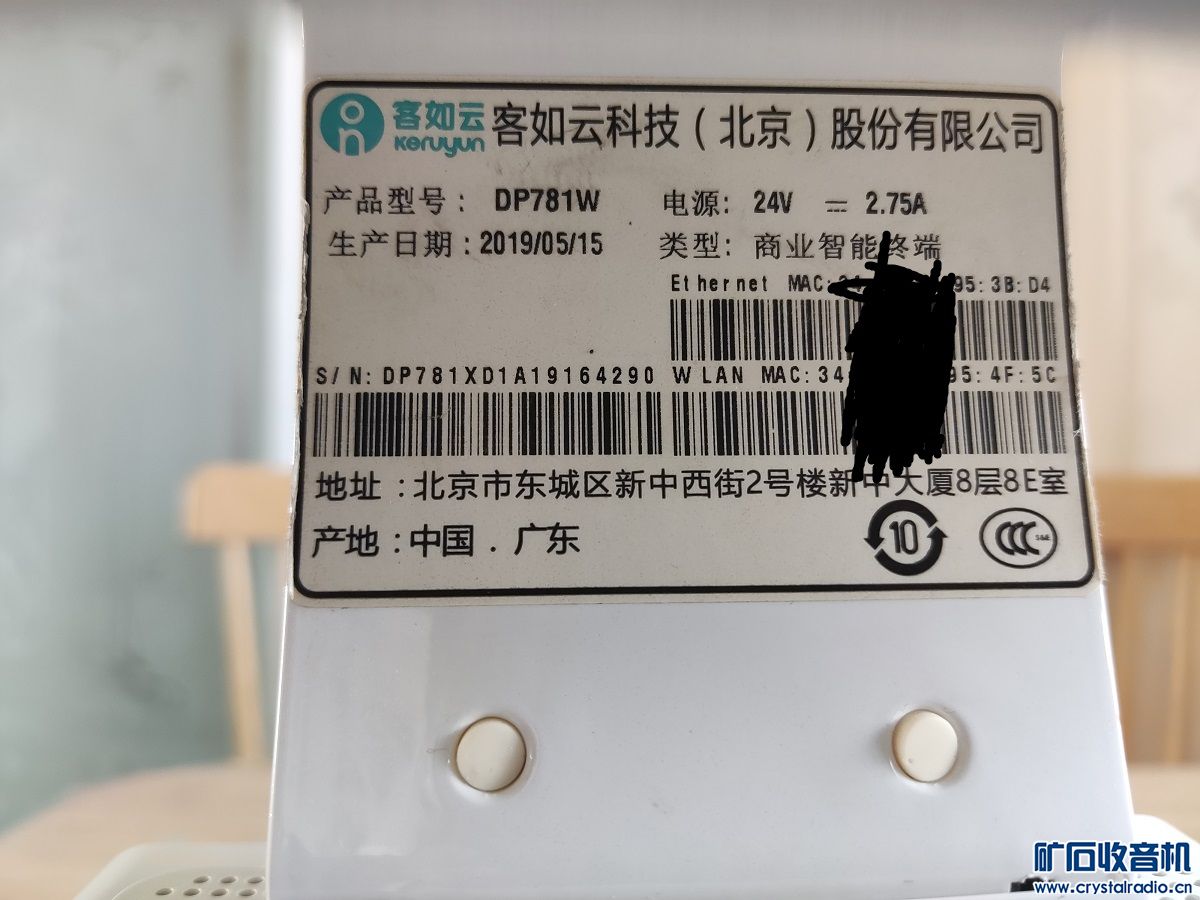 客如云 keruyun 客如云科技（北京）股份有限公司
产品型号： DP781W 电源: 24V ⎓ 2.75A
生产日期：2019/05/15 类型: 商业智能终端
Ethernet MAC: 95:3B:D4
S/N:DP781XD1A19164290 WLAN MAC:34 95:4F:5C
地址：北京市东城区新中西街2号楼新中大厦8层8E室
产地：中国．广东
10 CCC S&E
矿石收音机
www.crystalradio.cn